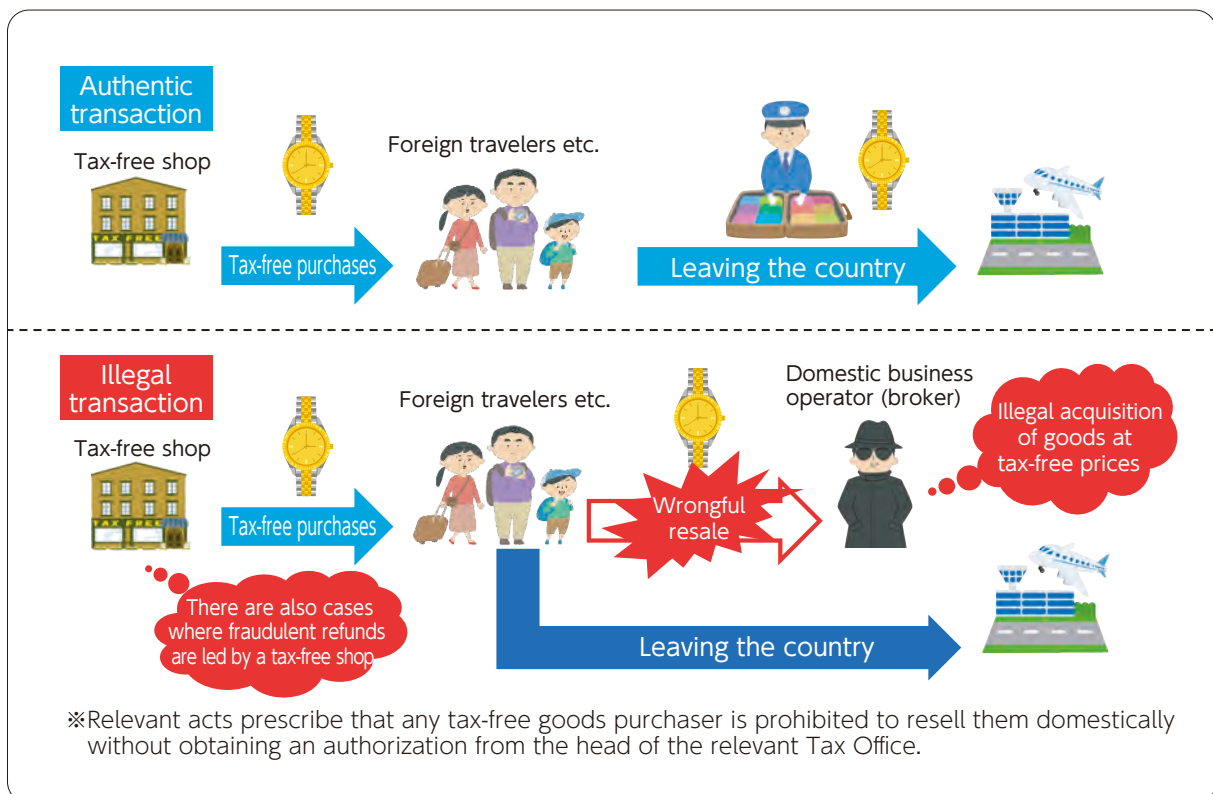 Authentic
transaction
Tax-free shop
TAX FREE
Tax-free purchases
Foreign travelers etc.
Leaving the country
Illegal
transaction
Tax-free shop
TAX FREE
Tax-free purchases
Foreign travelers etc.
Wrongful
resale
Domestic business
operator (broker)
Illegal acquisition
of goods at
tax-free prices
There are also cases
where fraudulent refunds
are led by a tax-free shop
Leaving the country
※Relevant acts prescribe that any tax-free goods purchaser is prohibited to resell them domestically
without obtaining an authorization from the head of the relevant Tax Office.